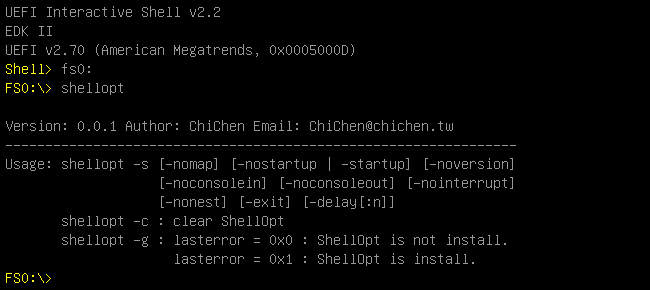 UEFI Interactive Shell v2.2
EDK II
UEFI v2.70 (American Megatrends, 0x0005000D)
Shell> fs0:
FS0:\> shellopt
Version: 0.0.1 Author: ChiChen Email: ChiChen@chichen.tw
----------------------------------------------------------------
Usage: shellopt -s [-nomap] [-nostartup | -startup] [-noversion]
[-noconsolein] [-noconsoleout] [-nointerrupt]
[-nonest] [-exit] [-delay[:n]]
shellopt -c : clear ShellOpt
shellopt -g : lasterror = 0x0 : ShellOpt is not install.
lasterror = 0x1 : ShellOpt is install.
FS0:\>